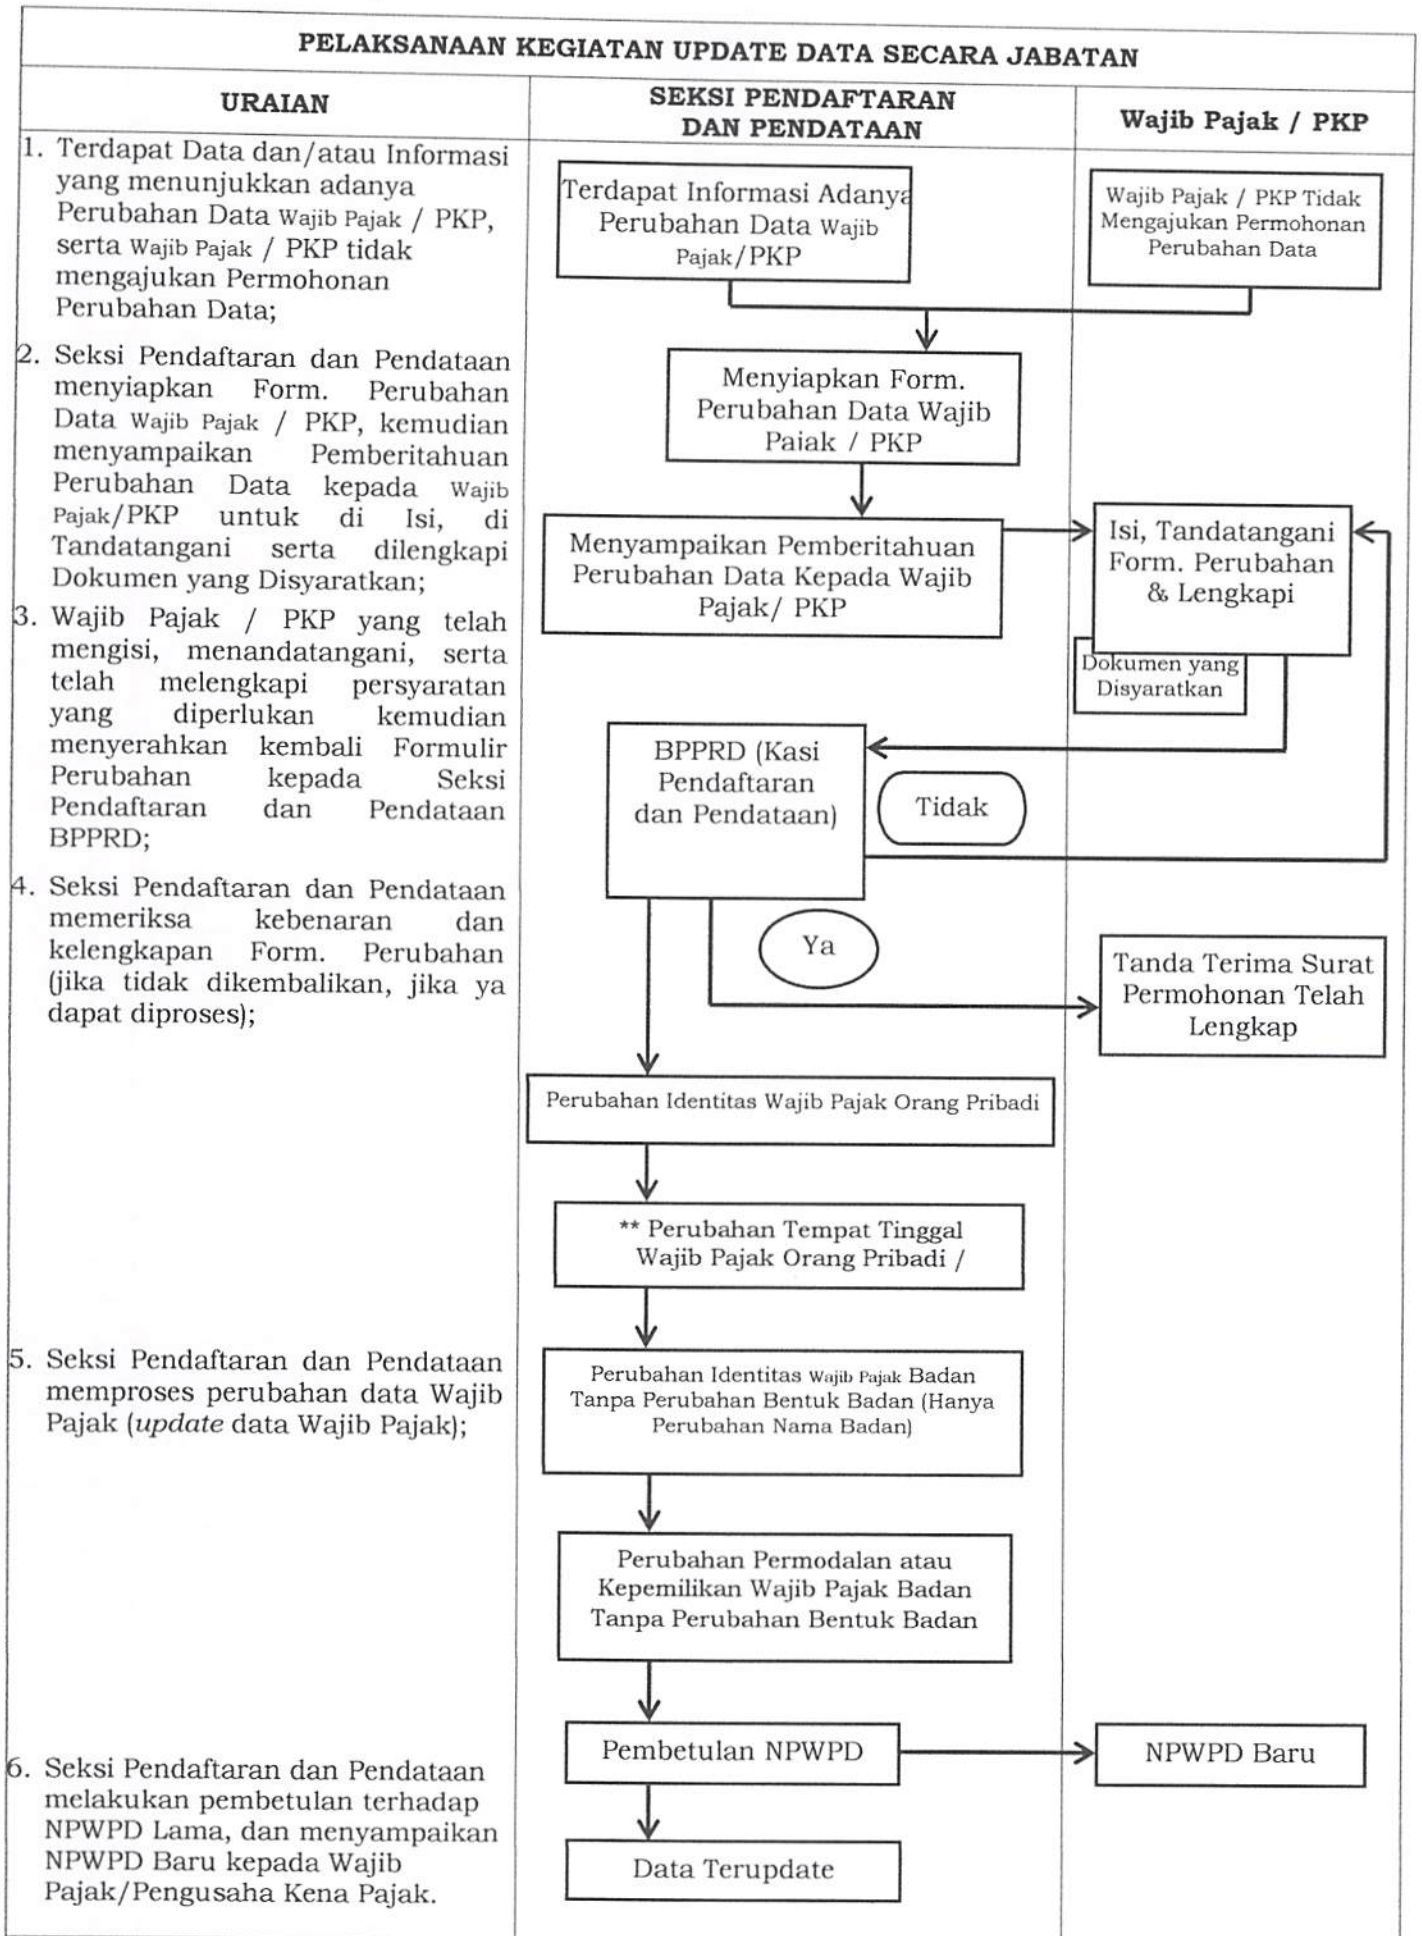 PELAKSANAAN KEGIATAN UPDATE DATA SECARA JABATAN
URAIAN
SEKSI PENDAFTARAN
DAN PENDATAAN
Wajib Pajak / PKP
1. Terdapat Data dan/atau Informasi
yang menunjukkan adanya
Perubahan Data Wajib Pajak / PKP,
serta Wajib Pajak / PKP tidak
mengajukan Permohonan
Perubahan Data;
2. Seksi Pendaftaran dan Pendataan
menyiapkan Form. Perubahan
Data Wajib Pajak / PKP, kemudian
menyampaikan Pemberitahuan
Perubahan Data kepada Wajib
Pajak/PKP untuk di Isi, di
Tandatangani serta dilengkapi
Dokumen yang Disyaratkan;
3. Wajib Pajak / PKP yang telah
mengisi, menandatangani, serta
telah melengkapi persyaratan
yang diperlukan kemudian
menyerahkan kembali Formulir
Perubahan kepada Seksi
Pendaftaran dan Pendataan
BPPRD;
4. Seksi Pendaftaran dan Pendataan
memeriksa kebenaran dan
kelengkapan Form. Perubahan
(jika tidak dikembalikan, jika ya
dapat diproses);
5. Seksi Pendaftaran dan Pendataan
memproses perubahan data Wajib
Pajak (update data Wajib Pajak);
6. Seksi Pendaftaran dan Pendataan
melakukan pembetulan terhadap
NPWPD Lama, dan menyampaikan
NPWPD Baru kepada Wajib
Pajak/Pengusaha Kena Pajak.
Terdapat Informasi Adanya
Perubahan Data Wajib
Pajak/PKP
Wajib Pajak / PKP Tidak
Mengajukan Permohonan
Perubahan Data
Menyiapkan Form.
Perubahan Data Wajib
Paiak / PKP
Menyampaikan Pemberitahuan
Perubahan Data Kepada Wajib
Pajak/ PKP
Isi, Tandatangani
Form. Perubahan
& Lengkapi
Dokumen yang
Disyaratkan
BPPRD (Kasi
Pendaftaran
dan Pendataan)
Tidak
Ya
Tanda Terima Surat
Permohonan Telah
Lengkap
Perubahan Identitas Wajib Pajak Orang Pribadi
** Perubahan Tempat Tinggal
Wajib Pajak Orang Pribadi /
Perubahan Identitas Wajib Pajak Badan
Tanpa Perubahan Bentuk Badan (Hanya
Perubahan Nama Badan)
Perubahan Permodalan atau
Kepemilikan Wajib Pajak Badan
Tanpa Perubahan Bentuk Badan
Pembetulan NPWPD
NPWPD Baru
Data Terupdate